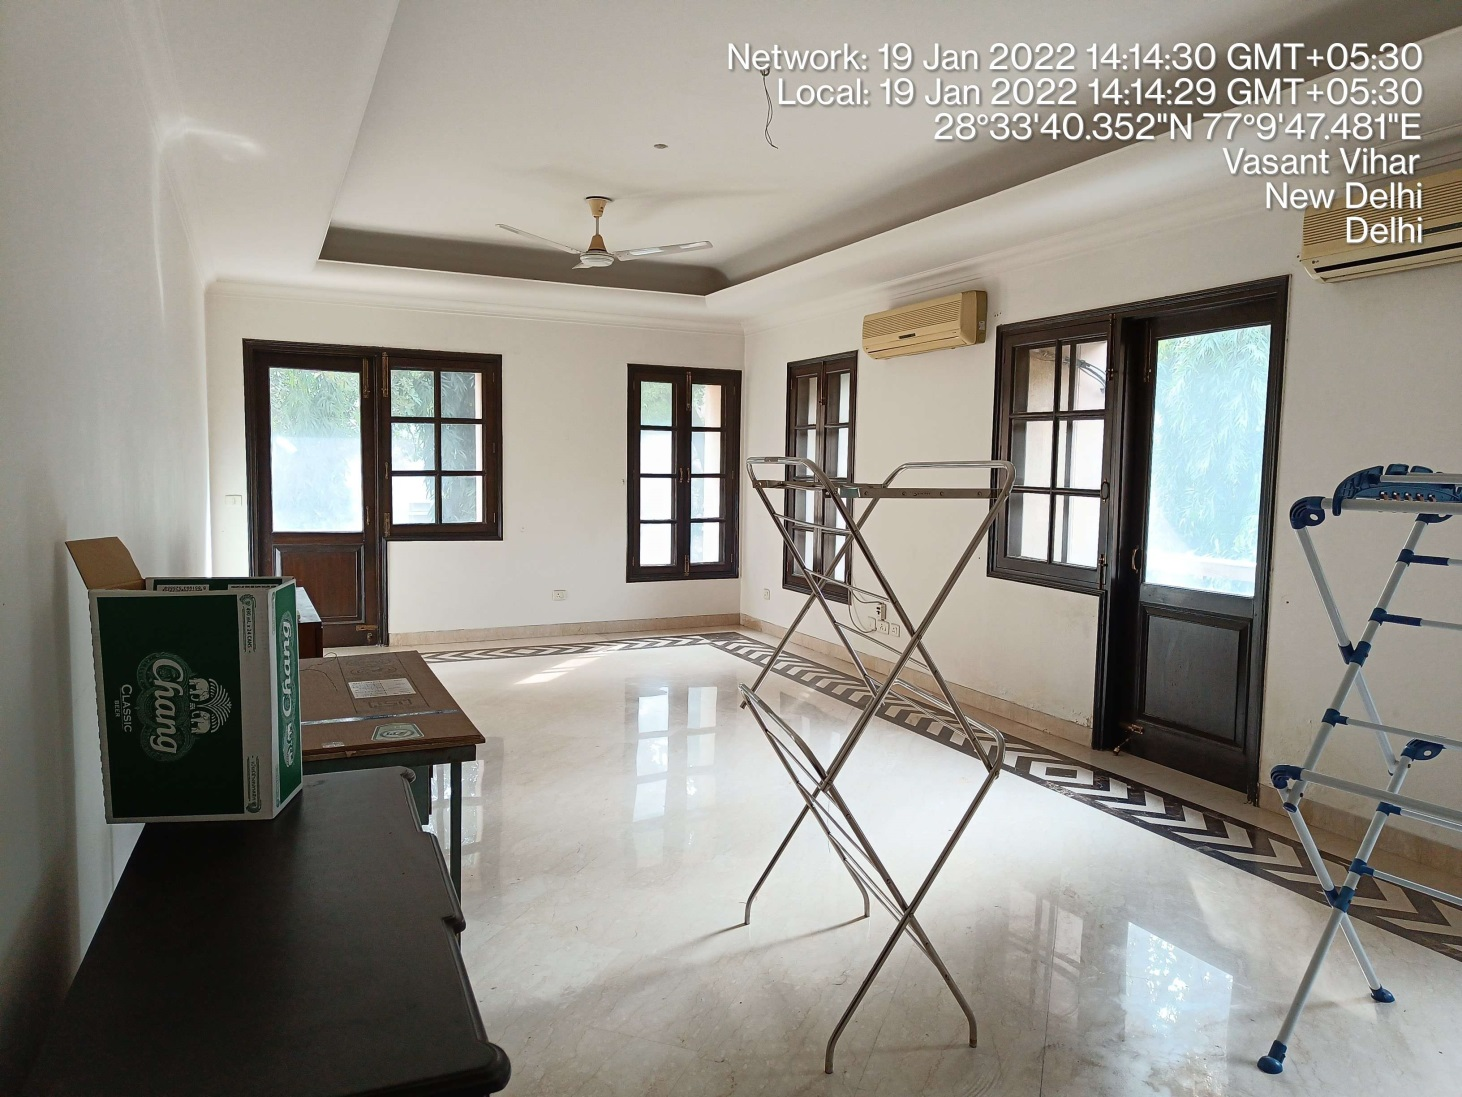 Network: 19 Jan 2022 14:14:30 GMT+05:30
Local: 19 Jan 2022 14:14:29 GMT+05:30
28°33'40.352"N 77°9'47.481"E
Vasant Vihar
New Delhi
Delhi
Chang
CLASSIC
BEER
Chang